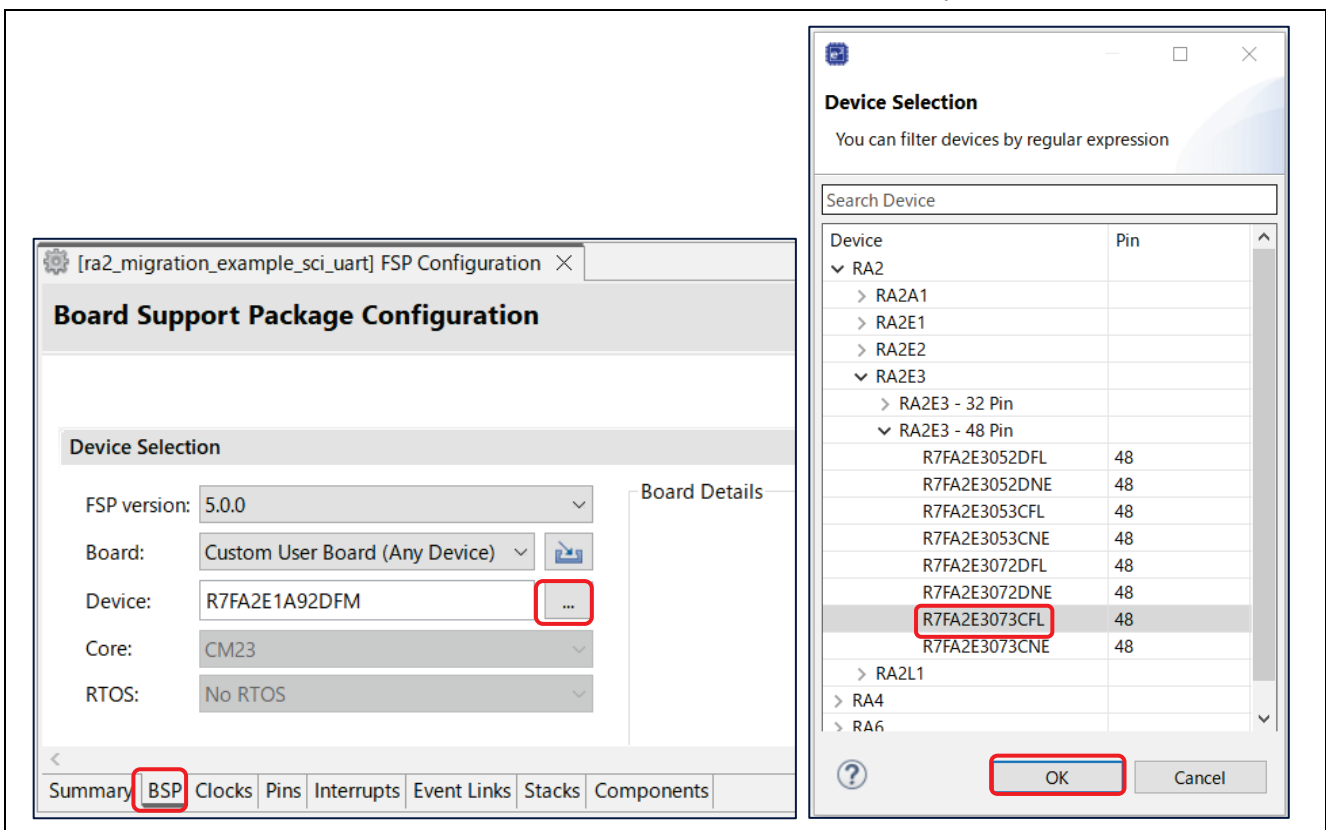 [ra2_migration_example_sci_uart] FSP Configuration
Board Support Package Configuration
Device Selection
FSP version: 5.0.0
Board: Custom User Board (Any Device)
Device: R7FA2E1A92DFM ...
Core: CM23
RTOS: No RTOS
Board Details
Summary BSP Clocks Pins Interrupts Event Links Stacks Components
Device Selection
You can filter devices by regular expression
Search Device
Device Pin
RA2
RA2A1
RA2E1
RA2E2
RA2E3
RA2E3 - 32 Pin
RA2E3 - 48 Pin
R7FA2E3052DFL 48
R7FA2E3052DNE 48
R7FA2E3053CFL 48
R7FA2E3053CNE 48
R7FA2E3072DFL 48
R7FA2E3072DNE 48
R7FA2E3073CFL 48
R7FA2E3073CNE 48
RA2L1
RA4
RA6
? OK Cancel